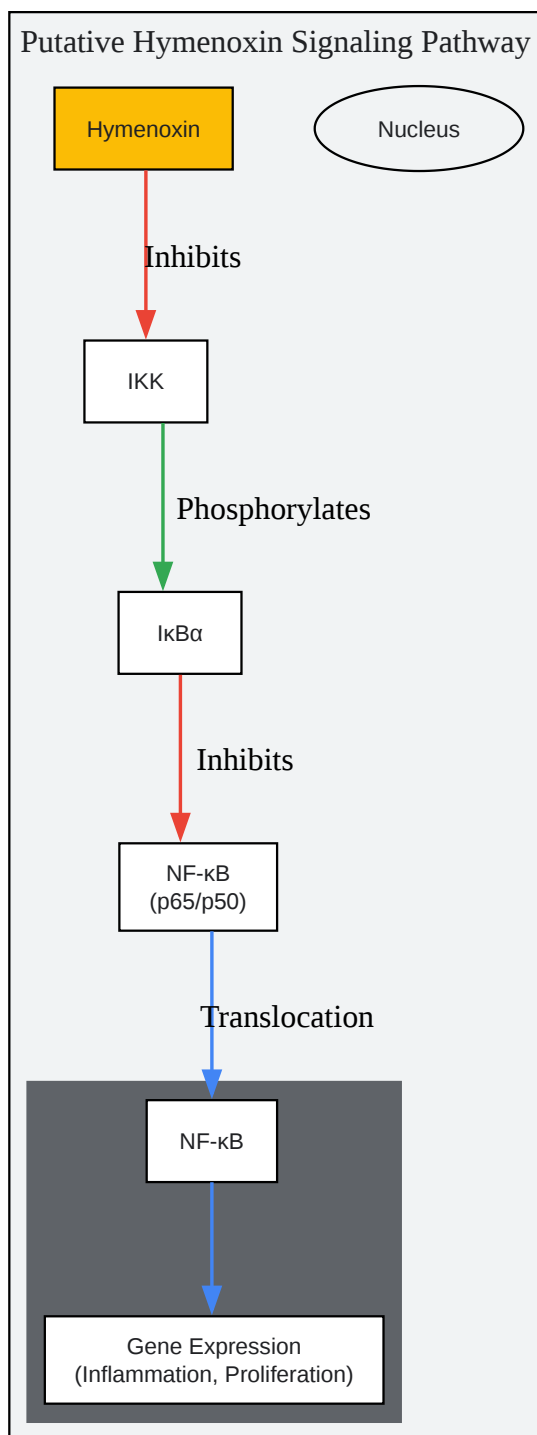 Putative Hymenoxin Signaling Pathway
Hymenoxin
Nucleus
Inhibits
IKK
Phosphorylates
IκBα
Inhibits
NF-κB
(p65/p50)
Translocation
NF-κB
Gene Expression
(Inflammation, Proliferation)